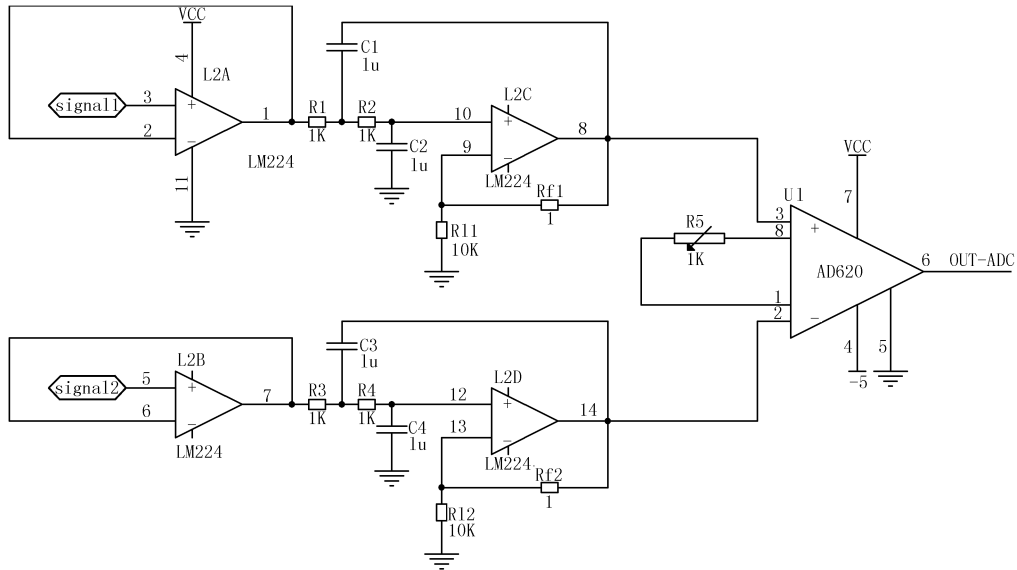 VCC
4
L2A
signal1
3
+
1
2
−
LM224
11
C1
1u
R1
1K
R2
1K
C2
1u
10
L2C
+
8
9
−
LM224
Rf1
1
Rl1
10K
VCC
7
U1
3
+
8
R5
1K
AD620
6
OUT-ADC
1
2
−
4
5
-5
L2B
signal2
5
+
7
6
−
LM224
C3
1u
R3
1K
R4
1K
C4
1u
12
L2D
+
14
13
−
LM224
Rf2
1
Rl2
10K